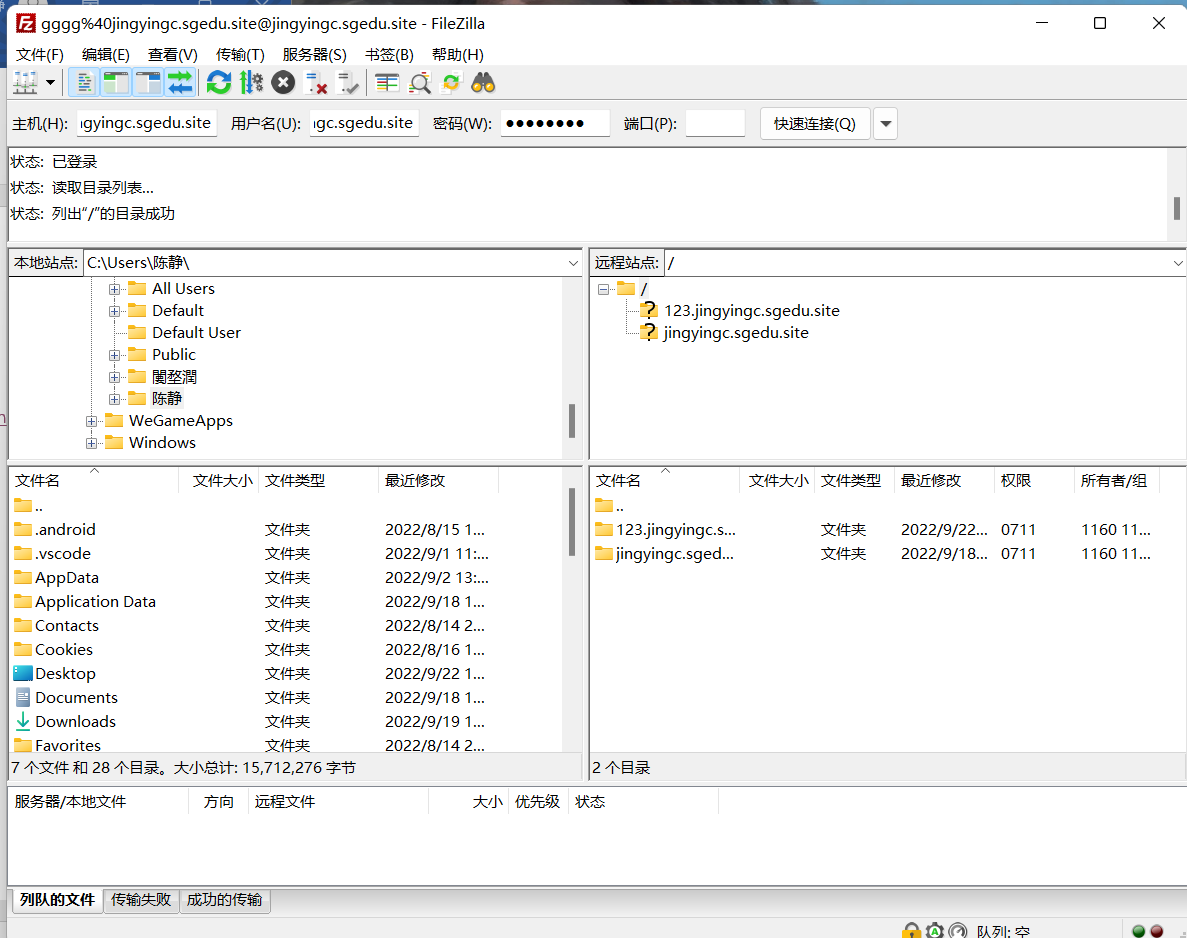 gggg%40jingyingc.sgedu.site@jingyingc.sgedu.site - FileZilla
文件(F) 编辑(E) 查看(V) 传输(T) 服务器(S) 书签(B) 帮助(H)
主机(H): gyingc.sgedu.site 用户名(U): gc.sgedu.site 密码(W): ●●●●●●●● 端口(P): 快速连接(Q)
状态: 已登录
状态: 读取目录列表...
状态: 列出“/”的目录成功
本地站点: C:\Users\陈静\
All Users
Default
Default User
Public
陈静
WeGameApps
Windows
远程站点: /
/
123.jingyingc.sgedu.site
jingyingc.sgedu.site
文件名 文件大小 文件类型 最近修改
..
.android 文件夹 2022/8/15 1...
.vscode 文件夹 2022/9/1 11:...
AppData 文件夹 2022/9/2 13:...
Application Data 文件夹 2022/9/18 1...
Contacts 文件夹 2022/8/14 2...
Cookies 文件夹 2022/8/16 1...
Desktop 文件夹 2022/9/22 1...
Documents 文件夹 2022/9/18 1...
Downloads 文件夹 2022/9/19 1...
Favorites 文件夹 2022/8/14 2...
7 个文件 和 28 个目录。大小总计: 15,712,276 字节
文件名 文件大小 文件类型 最近修改 权限 所有者/组
..
123.jingyingc.s... 文件夹 2022/9/22... 0711 1160 11...
jingyingc.sged... 文件夹 2022/9/18... 0711 1160 11...
2 个目录
服务器/本地文件 方向 远程文件 大小 优先级 状态
列队的文件 传输失败 成功的传输
队列: 空